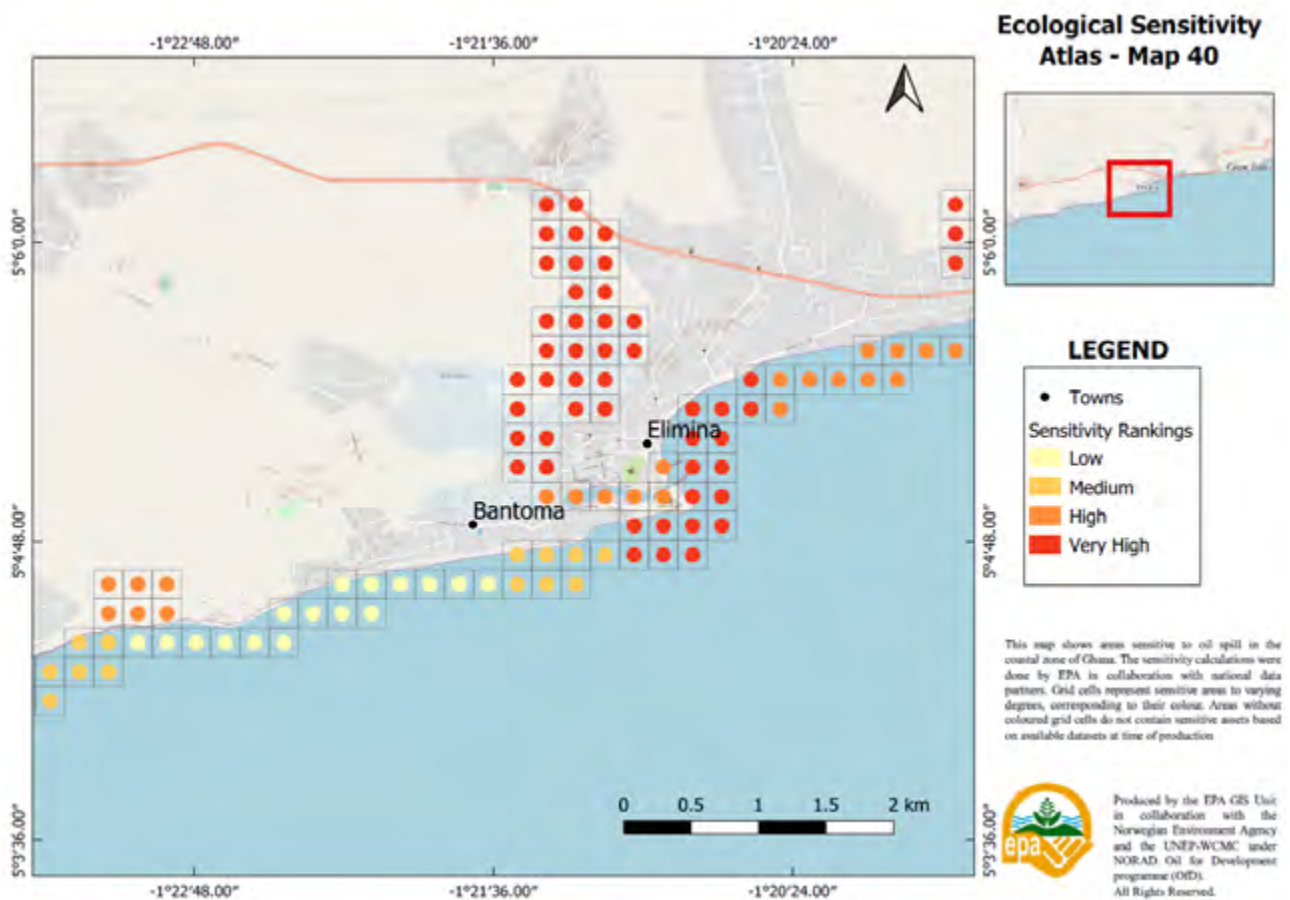 Ecological Sensitivity
Atlas - Map 40
-1°22'48.00"
-1°21'36.00"
-1°20'24.00"
5°6'0.00"
5°6'0.00"
Elimina
Bantoma
5°4'48.00"
5°4'48.00"
0 0.5 1 1.5 2 km
5°3'36.00"
5°3'36.00"
-1°22'48.00"
-1°21'36.00"
-1°20'24.00"
LEGEND
Towns
Sensitivity Rankings
Low
Medium
High
Very High
This map shows areas sensitive to oil spill in the
coastal zone of Ghana. The sensitivity calculations were
done by EPA in collaboration with national data
partners. Grid cells represent sensitive areas to varying
degrees, corresponding to their colour. Areas without
coloured grid cells do not contain sensitive assets based
on available datasets at time of production
epa
Produced by the EPA GIS Unit
in collaboration with the
Norwegian Environment Agency
and the UNEP-WCMC under
NORAD Oil for Development
programme (OfD).
All Rights Reserved.